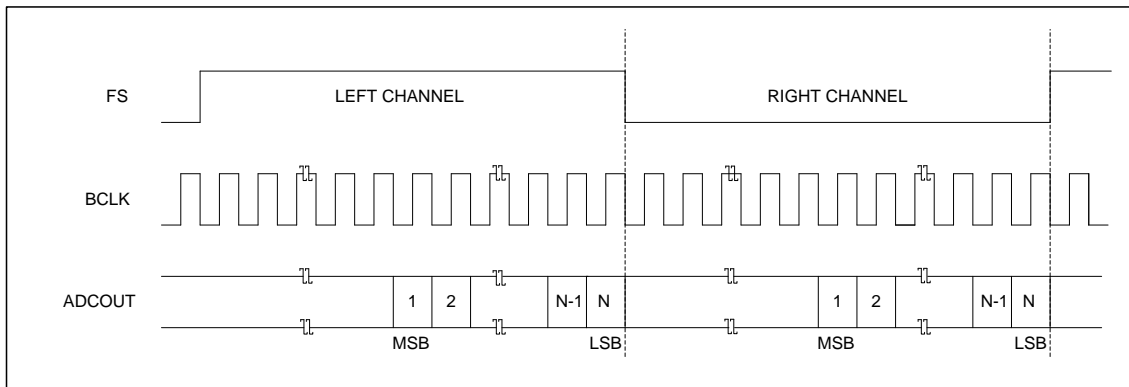 FS
LEFT CHANNEL
RIGHT CHANNEL
BCLK
ADCOUT
1 2 N-1 N 1 2 N-1 N
MSB LSB MSB LSB